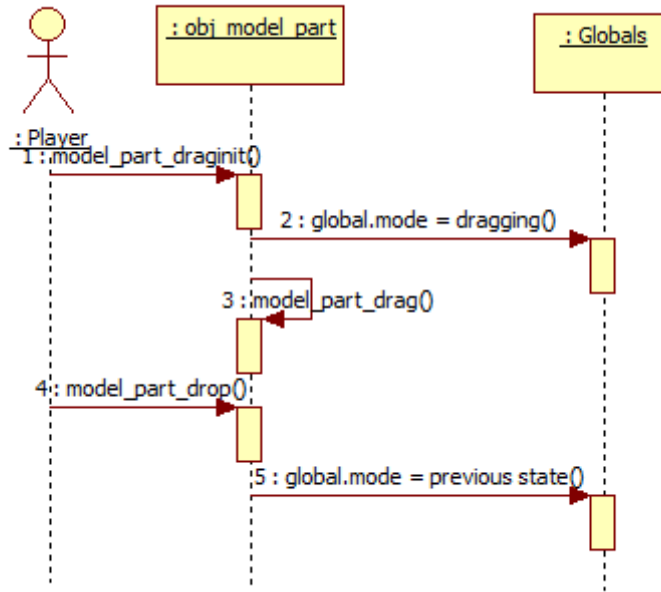 : obj_model_part
: Globals
: Player
1 : model_part_draginit()
2 : global.mode = dragging()
3 : model_part_drag()
4 : model_part_drop()
5 : global.mode = previous state()